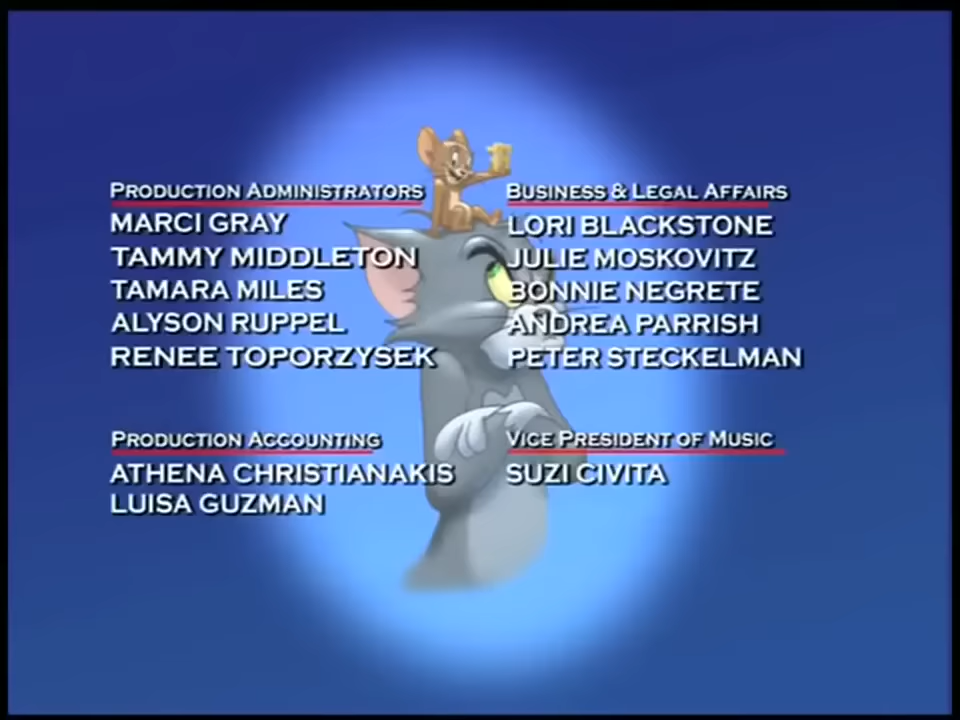 PRODUCTION ADMINISTRATORS
MARCI GRAY
TAMMY MIDDLETON
TAMARA MILES
ALYSON RUPPEL
RENEE TOPORZYSEK
BUSINESS & LEGAL AFFAIRS
LORI BLACKSTONE
JULIE MOSKOVITZ
BONNIE NEGRETE
ANDREA PARRISH
PETER STECKELMAN
PRODUCTION ACCOUNTING
ATHENA CHRISTIANAKIS
LUISA GUZMAN
VICE PRESIDENT OF MUSIC
SUZI CIVITA